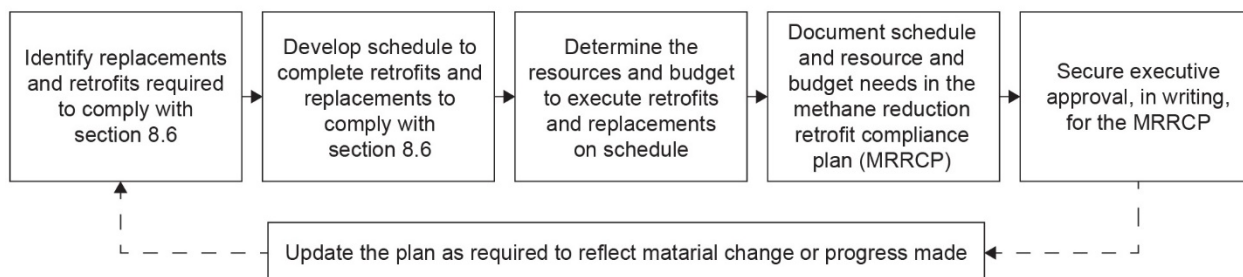 Identify replacements
and retrofits required
to comply with
section 8.6
Develop schedule to
complete retrofits and
replacements to
comply with
section 8.6
Determine the
resources and budget
to execute retrofits
and replacements
on schedule
Document schedule
and resource and
budget needs in the
methane reduction
retrofit compliance
plan (MRRCP)
Secure executive
approval, in writing,
for the MRRCP
Update the plan as required to reflect matarial change or progress made